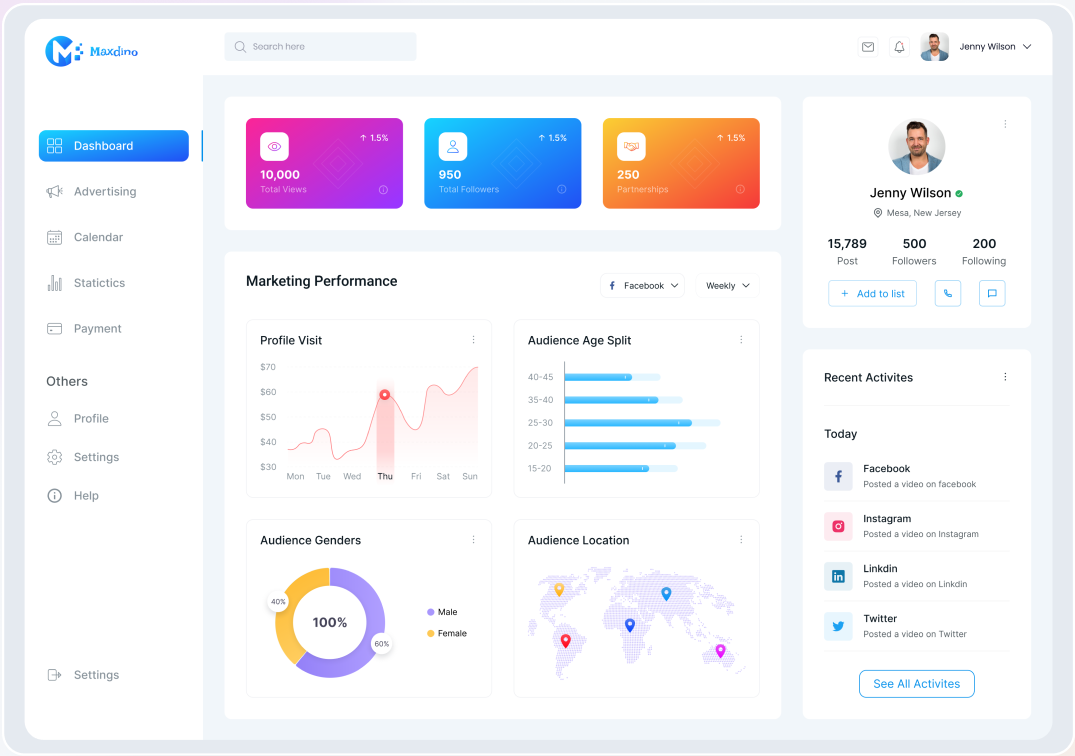 Maxdino
Search here
Jenny Wilson
Dashboard
Advertising
Calendar
Statictics
Payment
Others
Profile
Settings
Help
Settings
↑ 1.5%
10,000
Total Views
↑ 1.5%
950
Total Followers
↑ 1.5%
250
Partnerships
Marketing Performance
Facebook
Weekly
Profile Visit
$70
$60
$50
$40
$30
Mon Tue Wed Thu Fri Sat Sun
Audience Age Split
40-45
35-40
25-30
20-25
15-20
Audience Genders
40%
100%
60%
Male
Female
Audience Location
Jenny Wilson
Mesa, New Jersey
15,789 500 200
Post Followers Following
+ Add to list
Recent Activites
Today
Facebook
Posted a video on facebook
Instagram
Posted a video on Instagram
Linkdin
Posted a video on Linkdin
Twitter
Posted a video on Twitter
See All Activites